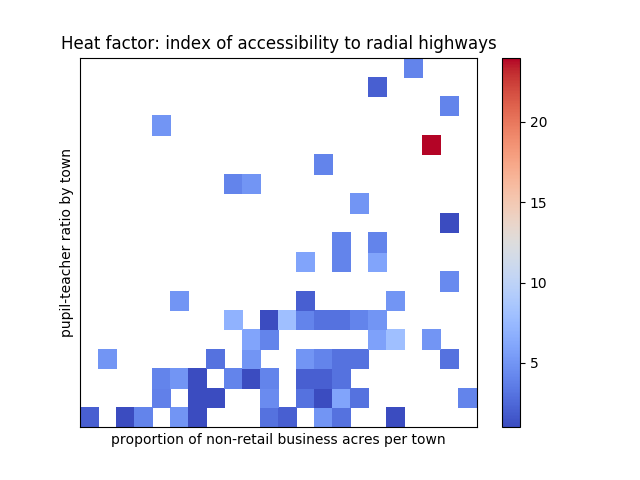 Heat factor: index of accessibility to radial highways
pupil-teacher ratio by town
proportion of non-retail business acres per town
20
15
10
5